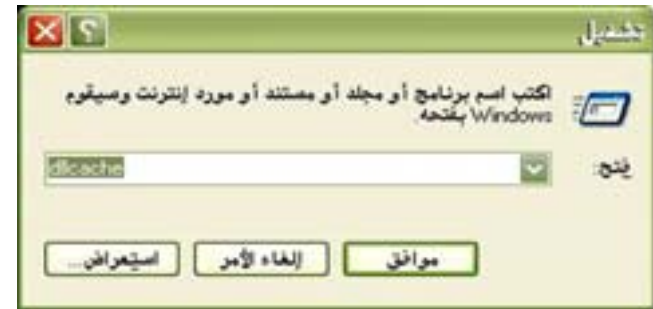 تشغيل
اكتب اسم برنامج أو مجلد أو مستند أو مورد إنترنت وسيقوم
Windows بفتحه.
فتح:
dllcache
موافق
إلغاء الأمر
استعراض...